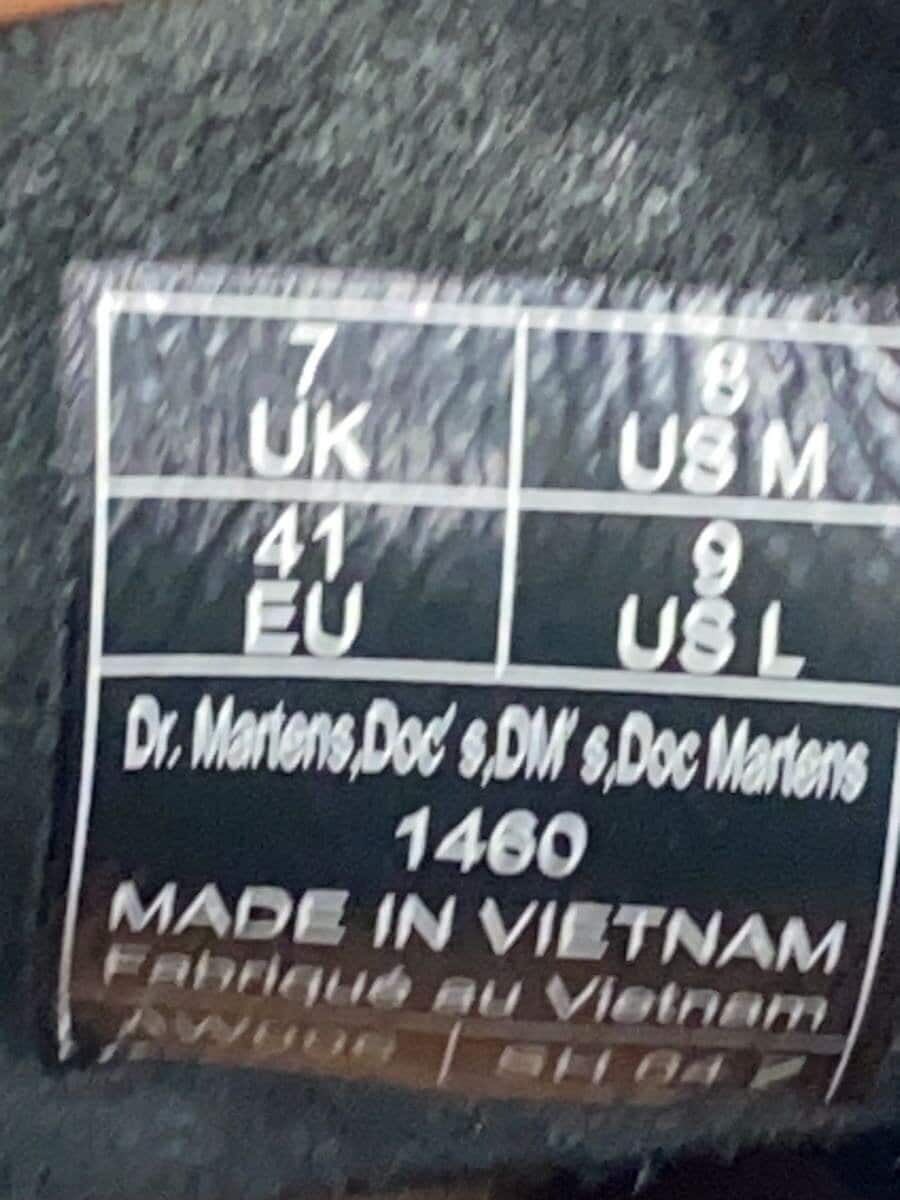 7
UK
8
US M
41
EU
9
US L
Dr. Martens,Doc's,DM's,Doc Martens
1460
MADE IN VIETNAM
Fabriqué au Vietnam